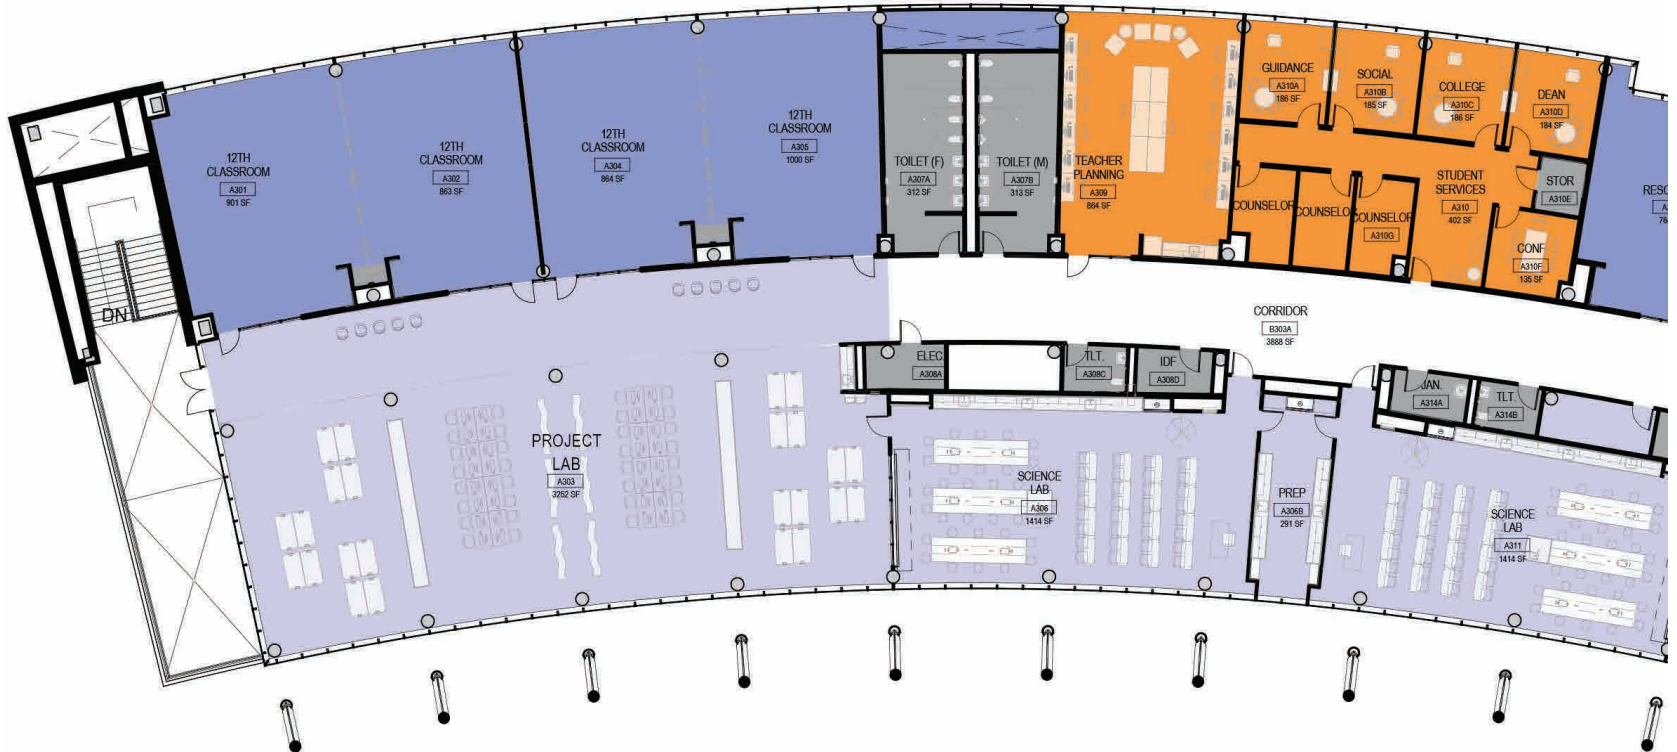 12TH
CLASSROOM
A301
901 SF
12TH
CLASSROOM
A302
863 SF
12TH
CLASSROOM
A304
864 SF
12TH
CLASSROOM
A305
1000 SF
TOILET (F)
A307A
312 SF
TOILET (M)
A307B
313 SF
TEACHER
PLANNING
A309
864 SF
GUIDANCE
A310A
186 SF
SOCIAL
A310B
185 SF
COLLEGE
A310C
186 SF
DEAN
A310D
184 SF
STUDENT
SERVICES
A310
402 SF
STOR
A310E
COUNSELOR
COUNSELOR
COUNSELOR
A310G
CONF
A310F
135 SF
DN
CORRIDOR
B303A
3888 SF
ELEC.
A308A
TLT.
A308C
IDF
A308D
JAN.
A314A
TLT.
A314B
PROJECT
LAB
A303
3252 SF
SCIENCE
LAB
A306
1414 SF
PREP
A306B
291 SF
SCIENCE
LAB
A311
1414 SF